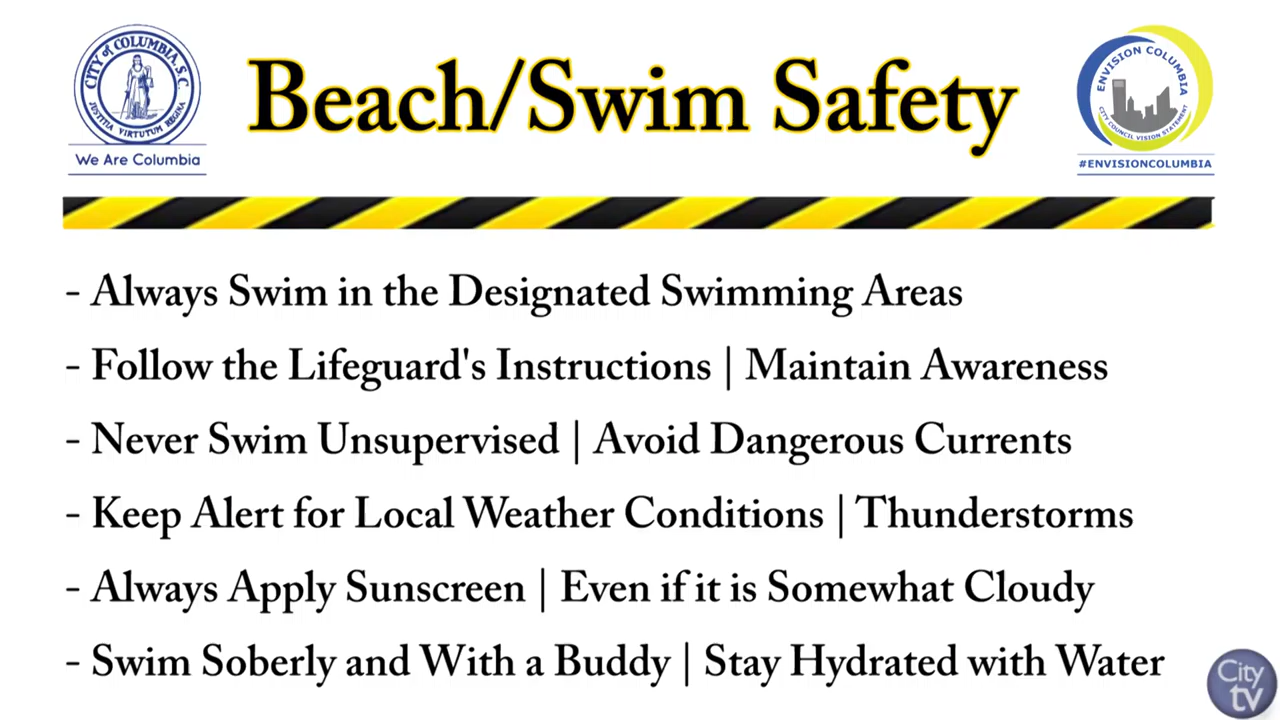 CITY of COLUMBIA, S.C.
JUSTITIA VIRTUTUM REGINA
We Are Columbia
Beach/Swim Safety
ENVISION COLUMBIA
CITY COUNCIL VISION STATEMENT
#ENVISIONCOLUMBIA
- Always Swim in the Designated Swimming Areas
- Follow the Lifeguard's Instructions | Maintain Awareness
- Never Swim Unsupervised | Avoid Dangerous Currents
- Keep Alert for Local Weather Conditions | Thunderstorms
- Always Apply Sunscreen | Even if it is Somewhat Cloudy
- Swim Soberly and With a Buddy | Stay Hydrated with Water
City
tv